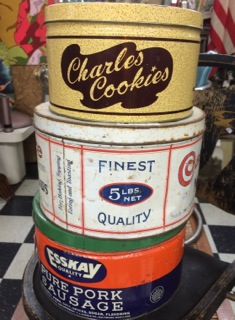 Charles
Cookies
FINEST
5 LBS.
NET
QUALITY
ESSKAY
QUALITY
PURE PORK
SAUSAGE